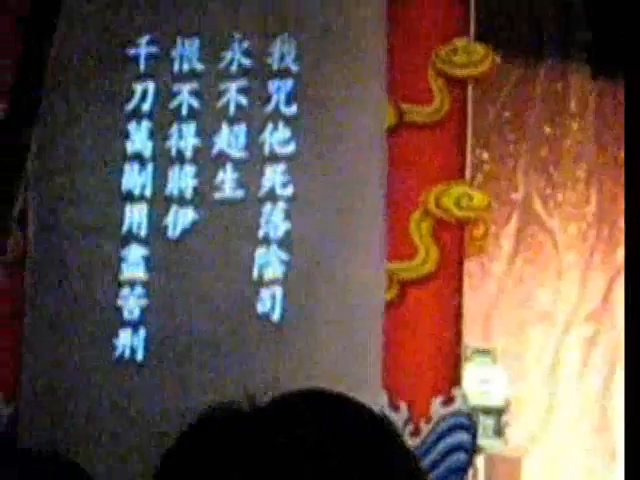 我咒他死落陰司
永不超生
恨不得將伊
千刀萬剮用盡苦刑